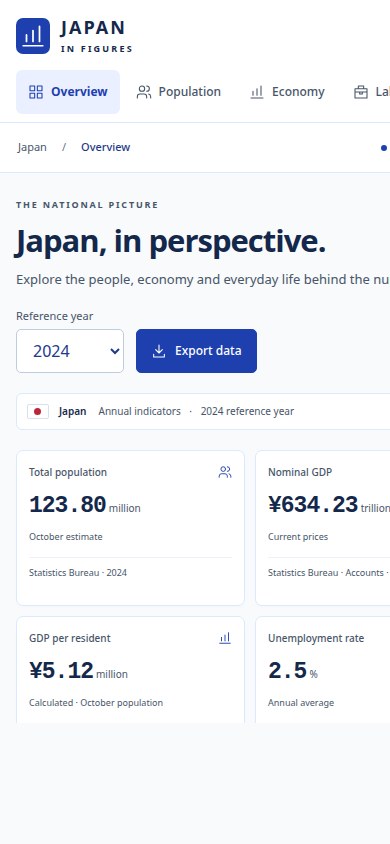 JAPAN
IN FIGURES
Overview Population Economy
Japan / Overview
THE NATIONAL PICTURE
Japan, in perspective.
Explore the people, economy and everyday life behind the
Reference year
2024 Export data
Japan Annual indicators · 2024 reference year
Total population Nominal GDP
123.80 million ¥634.23 trillion
October estimate Current prices
Statistics Bureau · 2024 Statistics Bureau · Accounts ·
GDP per resident Unemployment rate
¥5.12 million 2.5 %
Calculated · October population Annual average